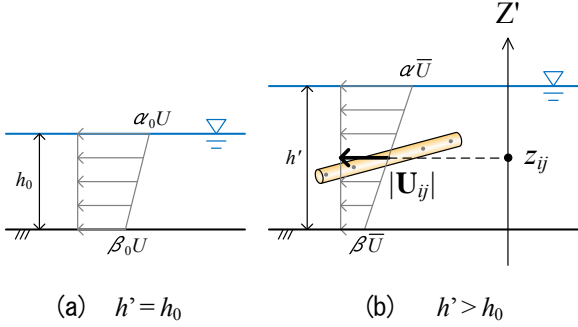 Z'
α₀U
αŪ
h₀
h'
z_ij
|U_ij|
β₀U
βŪ
(a) h' = h₀
(b) h' > h₀